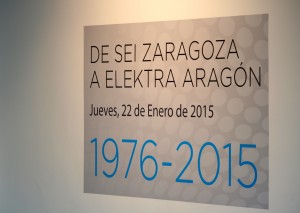 DE SEI ZARAGOZA
A ELEKTRA ARAGÓN
Jueves, 22 de Enero de 2015
1976-2015